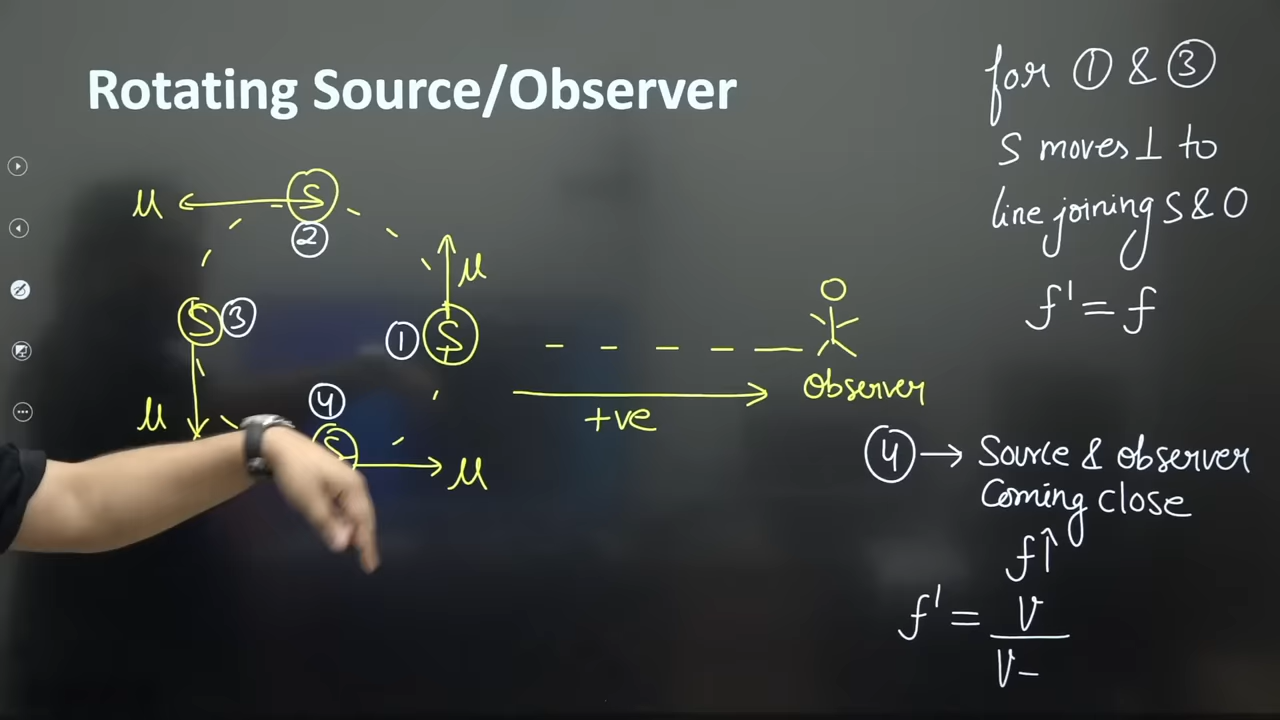 Rotating Source/Observer
for ① & ③
S moves ⊥ to
line joining S & O
f' = f
μ
S
②
μ
S ③
① S
Observer
+ve
μ
④
S
μ
④ → Source & observer
Coming close
f↑
f' = V
V-